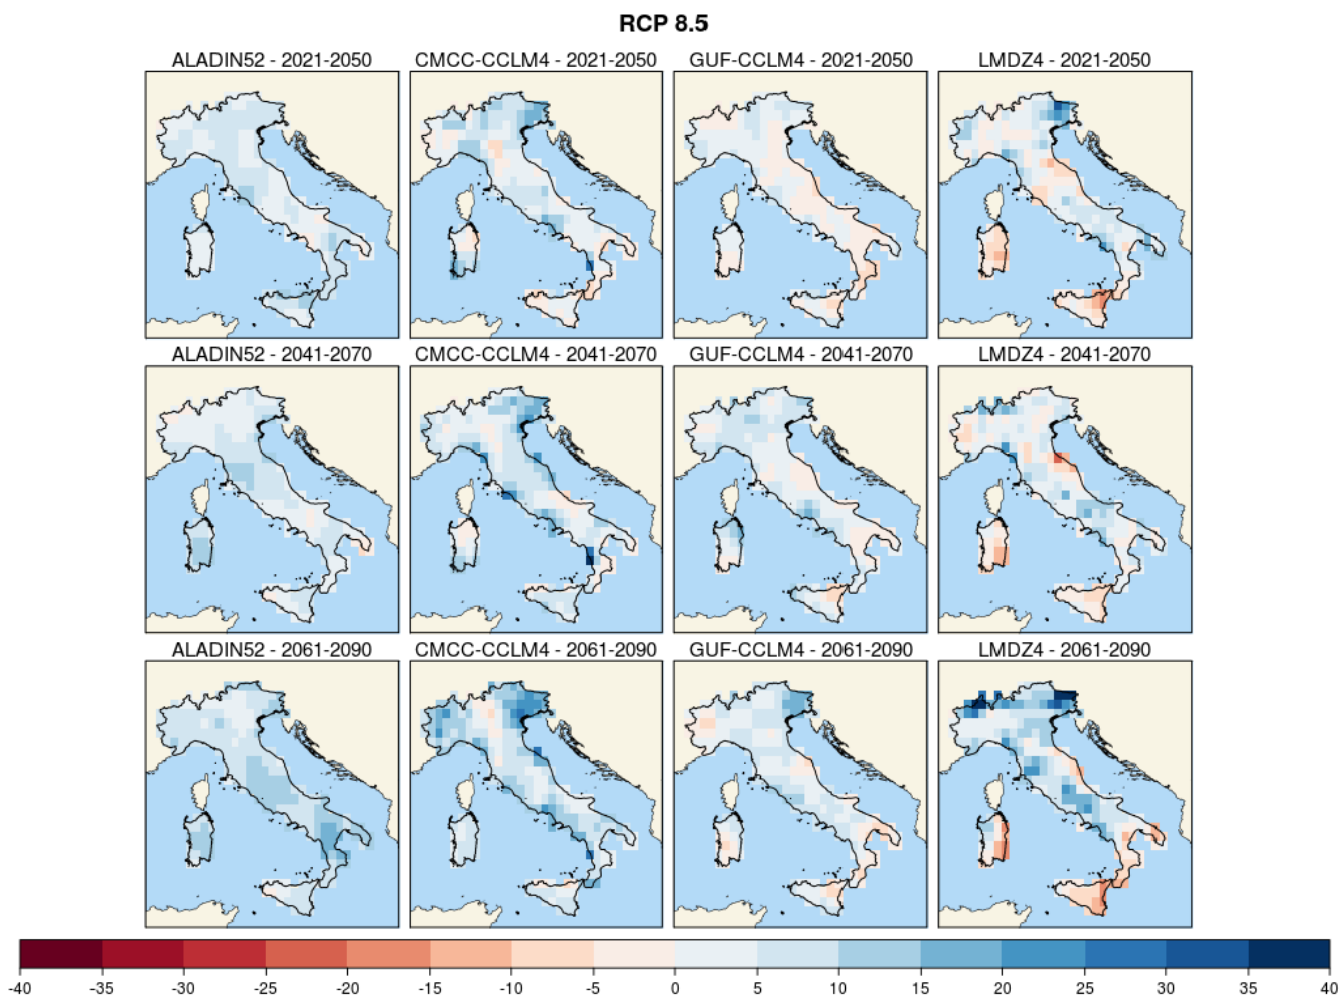 RCP 8.5
ALADIN52 - 2021-2050 CMCC-CCLM4 - 2021-2050 GUF-CCLM4 - 2021-2050 LMDZ4 - 2021-2050
ALADIN52 - 2041-2070 CMCC-CCLM4 - 2041-2070 GUF-CCLM4 - 2041-2070 LMDZ4 - 2041-2070
ALADIN52 - 2061-2090 CMCC-CCLM4 - 2061-2090 GUF-CCLM4 - 2061-2090 LMDZ4 - 2061-2090
-40 -35 -30 -25 -20 -15 -10 -5 0 5 10 15 20 25 30 35 40